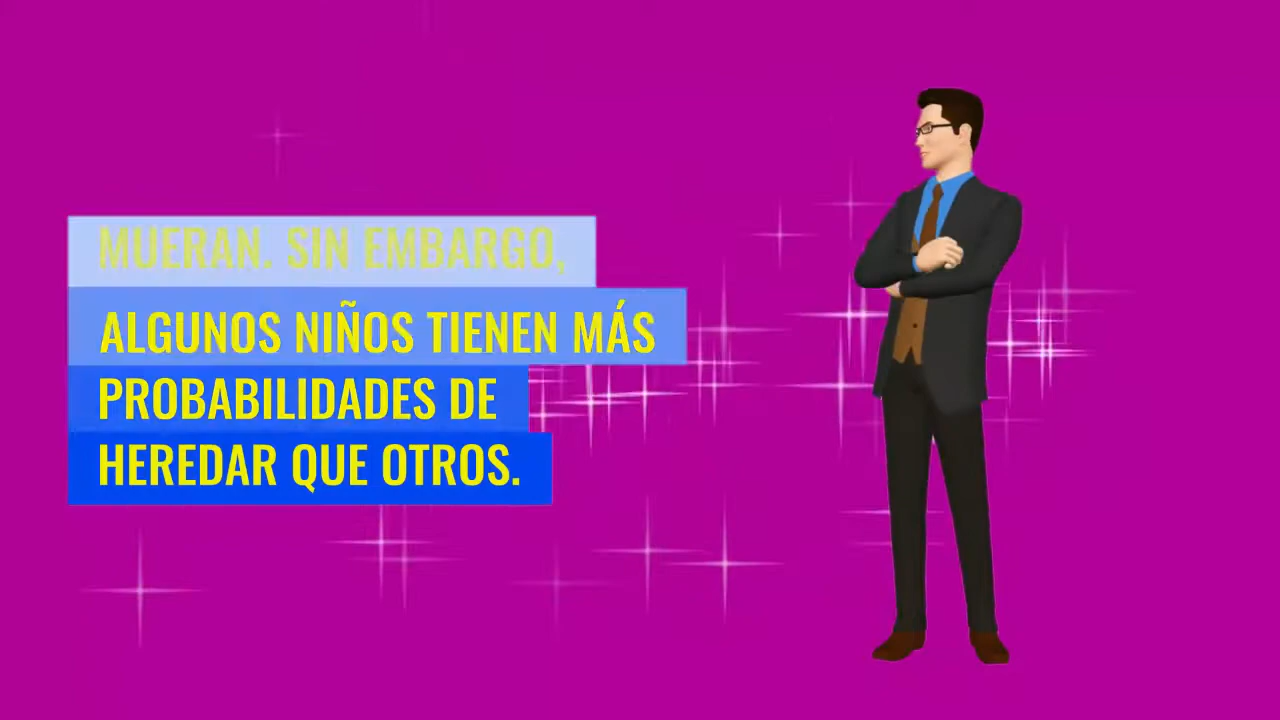 MUERAN. SIN EMBARGO,
ALGUNOS NIÑOS TIENEN MÁS
PROBABILIDADES DE
HEREDAR QUE OTROS.